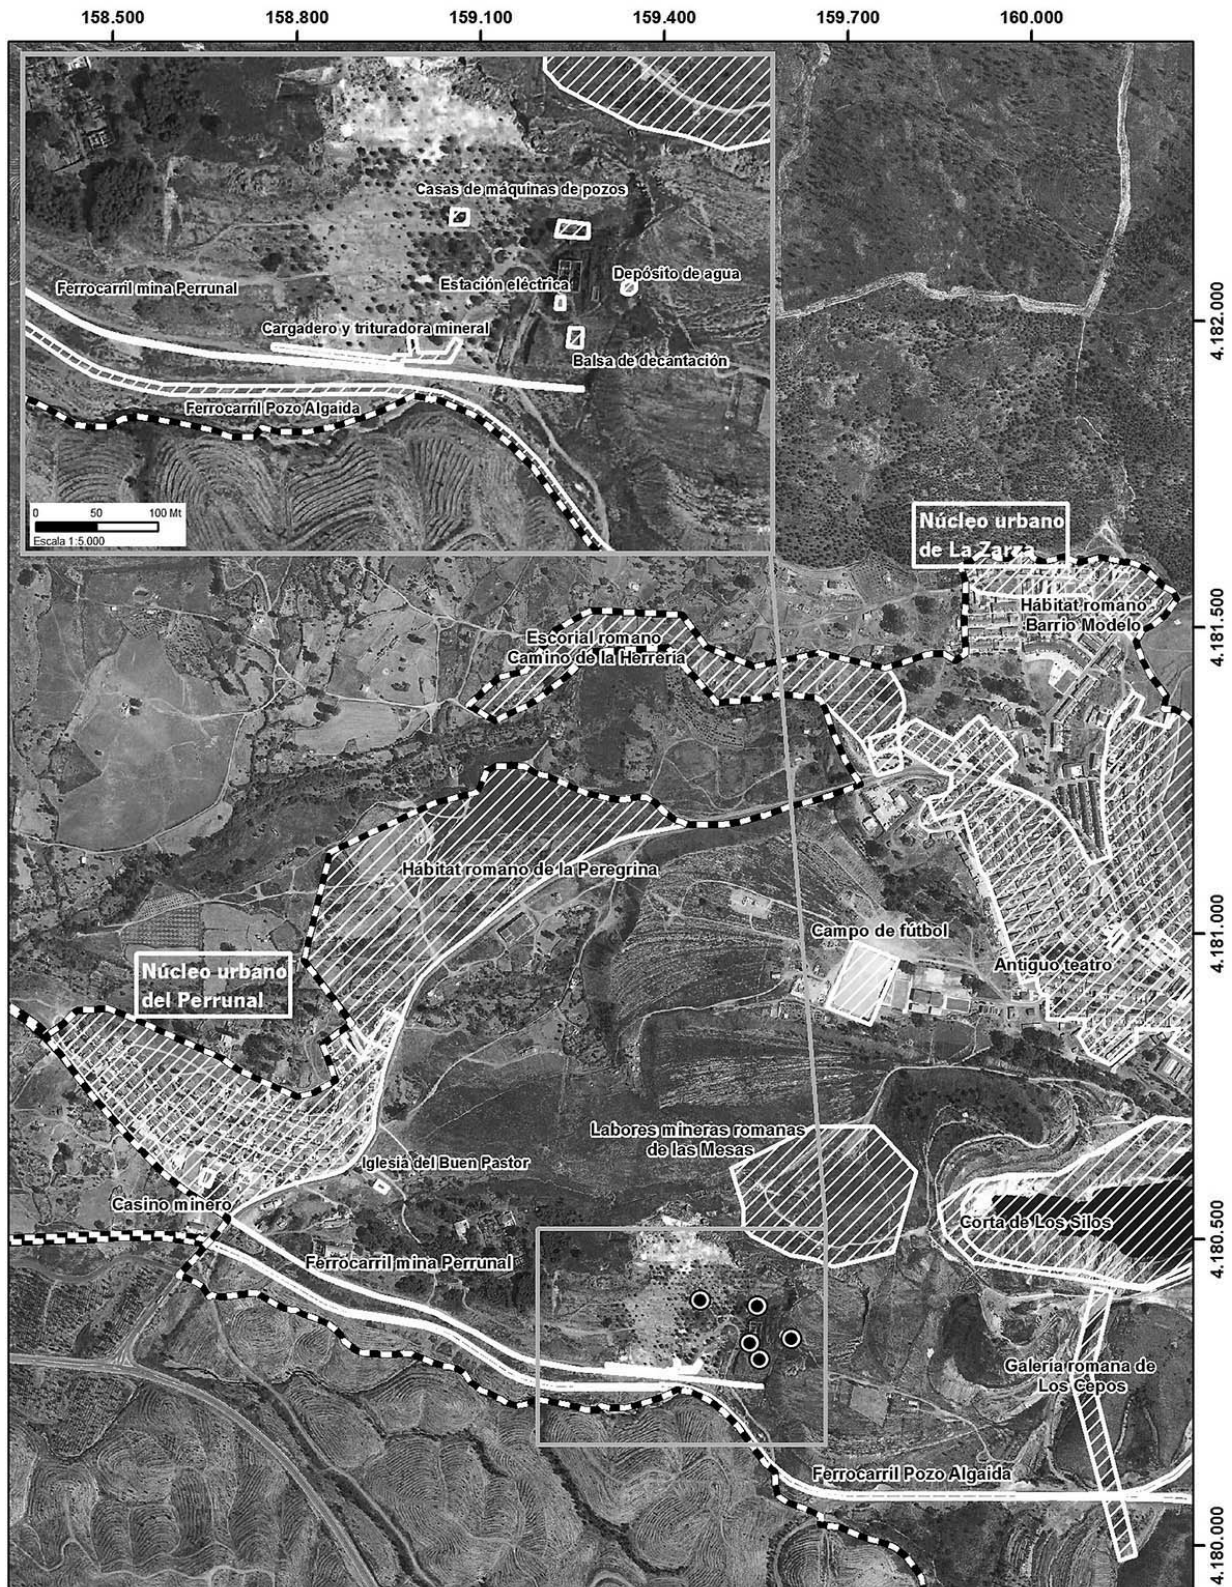 158.500
158.800
159.100
159.400
159.700
160.000
Casas de máquinas de pozos
Estación eléctrica
Depósito de agua
Ferrocarril mina Perrunal
Cargadero y trituradora mineral
Balsa de decantación
Ferrocarril Pozo Algaida
0
50
100 Mt
Escala 1:5.000
4.182.000
Núcleo urbano
de La Zarza
Hábitat romano
Barrio Modelo
4.181.500
Escorial romano
Camino de la Herrería
Hábitat romano de la Peregrina
4.181.000
Campo de fútbol
Antiguo teatro
Núcleo urbano
del Perrunal
Labores mineras romanas
de las Mesas
Iglesia del Buen Pastor
Casino minero
Corta de Los Silos
4.180.500
Ferrocarril mina Perrunal
Galería romana de
Los Cepos
Ferrocarril Pozo Algaida
4.180.000